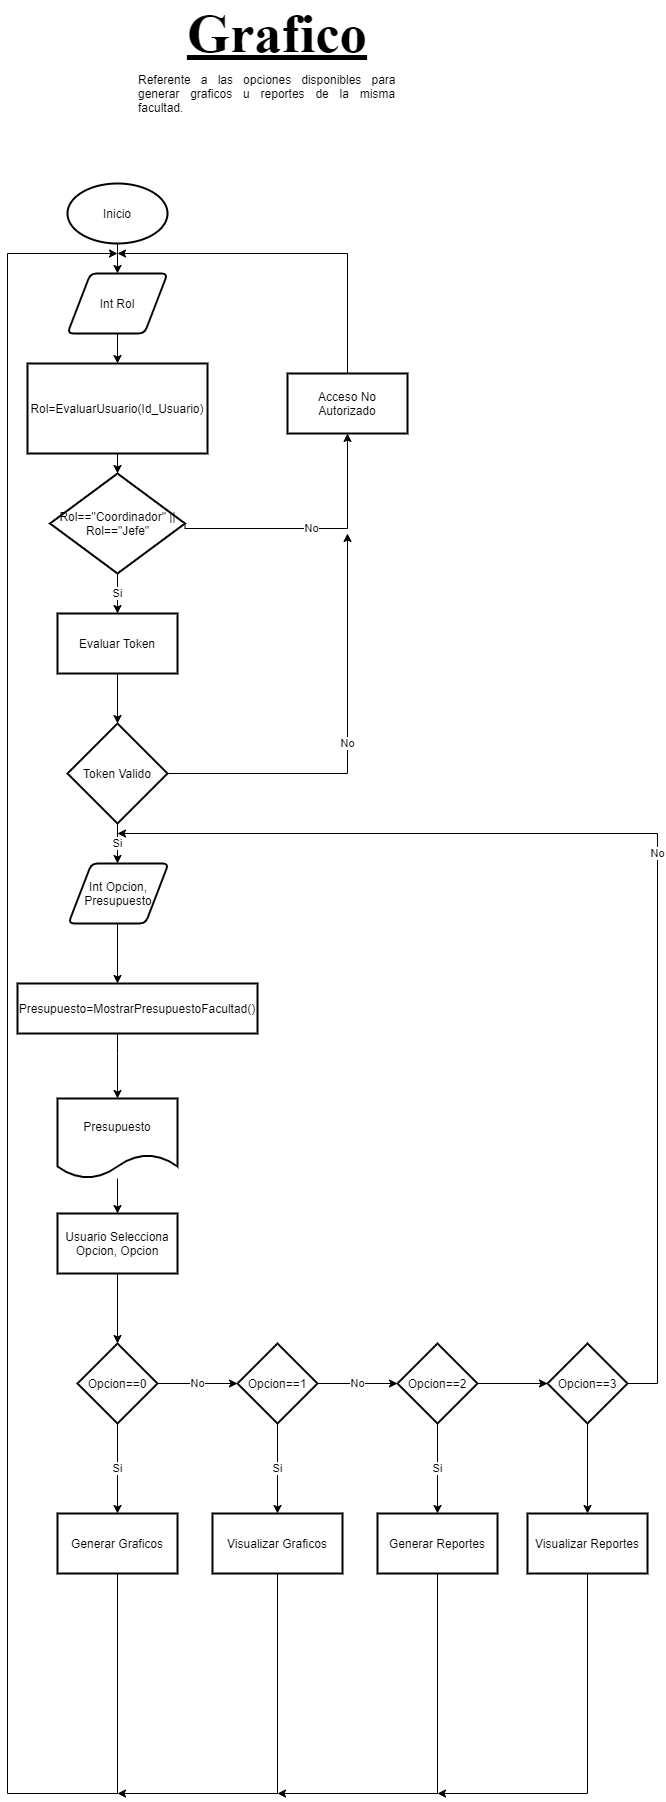 Grafico
Referente a las opciones disponibles para
generar graficos u reportes de la misma
facultad.
Inicio
Int Rol
Rol=EvaluarUsuario(Id_Usuario)
Acceso No
Autorizado
Rol=="Coordinador" ||
Rol=="Jefe"
No
Si
Evaluar Token
No
Token Valido
Si
No
Int Opcion,
Presupuesto
Presupuesto=MostrarPresupuestoFacultad()
Presupuesto
Usuario Selecciona
Opcion, Opcion
Opcion==0
No
Opcion==1
No
Opcion==2
Opcion==3
Si
Si
Si
Generar Graficos
Visualizar Graficos
Generar Reportes
Visualizar Reportes